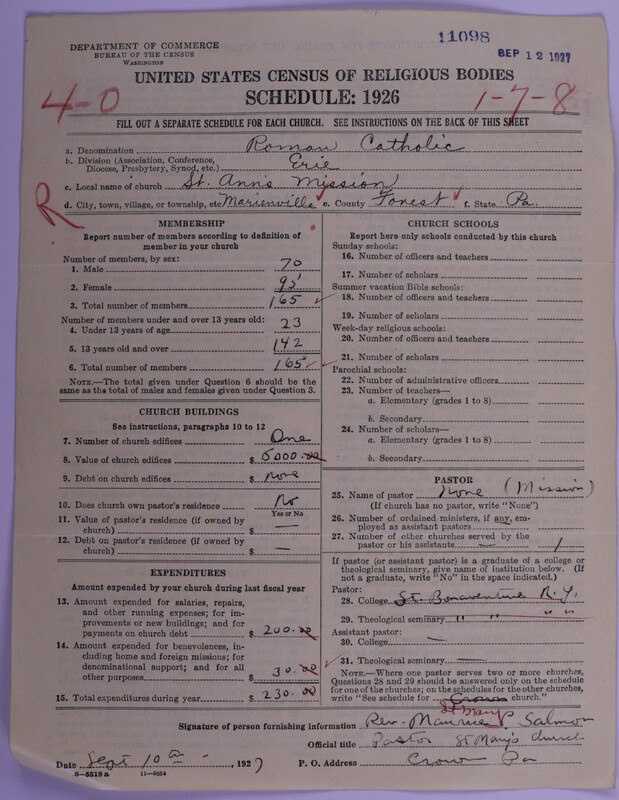 11098
DEPARTMENT OF COMMERCE
BUREAU OF THE CENSUS
WASHINGTON
SEP 12 1927
UNITED STATES CENSUS OF RELIGIOUS BODIES
SCHEDULE: 1926
4-0
1-7-8
FILL OUT A SEPARATE SCHEDULE FOR EACH CHURCH. SEE INSTRUCTIONS ON THE BACK OF THIS SHEET
a. Denomination Roman Catholic
b. Division (Association, Conference, Diocese, Presbytery, Synod, etc.) Erie
c. Local name of church St. Ann's Mission
R
d. City, town, village, or township, etc. Marienville e. County Forest f. State Pa.
MEMBERSHIP
Report number of members according to definition of
member in your church
Number of members, by sex:
1. Male 70
2. Female 95
3. Total number of members 165
Number of members under and over 13 years old:
4. Under 13 years of age 23
5. 13 years old and over 142
6. Total number of members 165
NOTE.—The total given under Question 6 should be the
same as the total of males and females given under Question 3.
CHURCH BUILDINGS
See instructions, paragraphs 10 to 12
7. Number of church edifices One
8. Value of church edifices $ 5000.00
9. Debt on church edifices $ None
10. Does church own pastor's residence? No
Yes or No
11. Value of pastor's residence (if owned by
church) $ —
12. Debt on pastor's residence (if owned by
church) $ —
EXPENDITURES
Amount expended by your church during last fiscal year
13. Amount expended for salaries, repairs,
and other running expenses; for im-
provements or new buildings; and for
payments on church debt $ 200.00
14. Amount expended for benevolences, in-
cluding home and foreign missions; for
denominational support; and for all
other purposes $ 30.00
15. Total expenditures during year $ 230.00
CHURCH SCHOOLS
Report here only schools conducted by this church
Sunday schools:
16. Number of officers and teachers
17. Number of scholars
Summer vacation Bible schools:
18. Number of officers and teachers
19. Number of scholars
Week-day religious schools:
20. Number of officers and teachers
21. Number of scholars
Parochial schools:
22. Number of administrative officers
23. Number of teachers—
a. Elementary (grades 1 to 8)
b. Secondary
24. Number of scholars—
a. Elementary (grades 1 to 8)
b. Secondary
PASTOR
25. Name of pastor None (Mission)
(If church has no pastor, write "None")
26. Number of ordained ministers, if any, em-
ployed as assistant pastors
27. Number of other churches served by the
pastor or his assistants — 1
If pastor (or assistant pastor) is a graduate of a college or
theological seminary, give name of institution below. (If
not a graduate, write "No" in the space indicated.)
Pastor:
28. College St. Bonaventure N.Y.
29. Theological seminary " " " "
Assistant pastor:
30. College —
31. Theological seminary —
NOTE.—Where one pastor serves two or more churches,
Questions 28 and 29 should be answered only on the schedule
for one of the churches; on the schedules for the other churches,
write "See schedule for Crown church."
St Mary's
Signature of person furnishing information Rev. Maurice P. Salmon
Official title Pastor St Mary's Church
Date Sept 10th, 1927 P. O. Address Crown Pa
8—5518a 11—9034